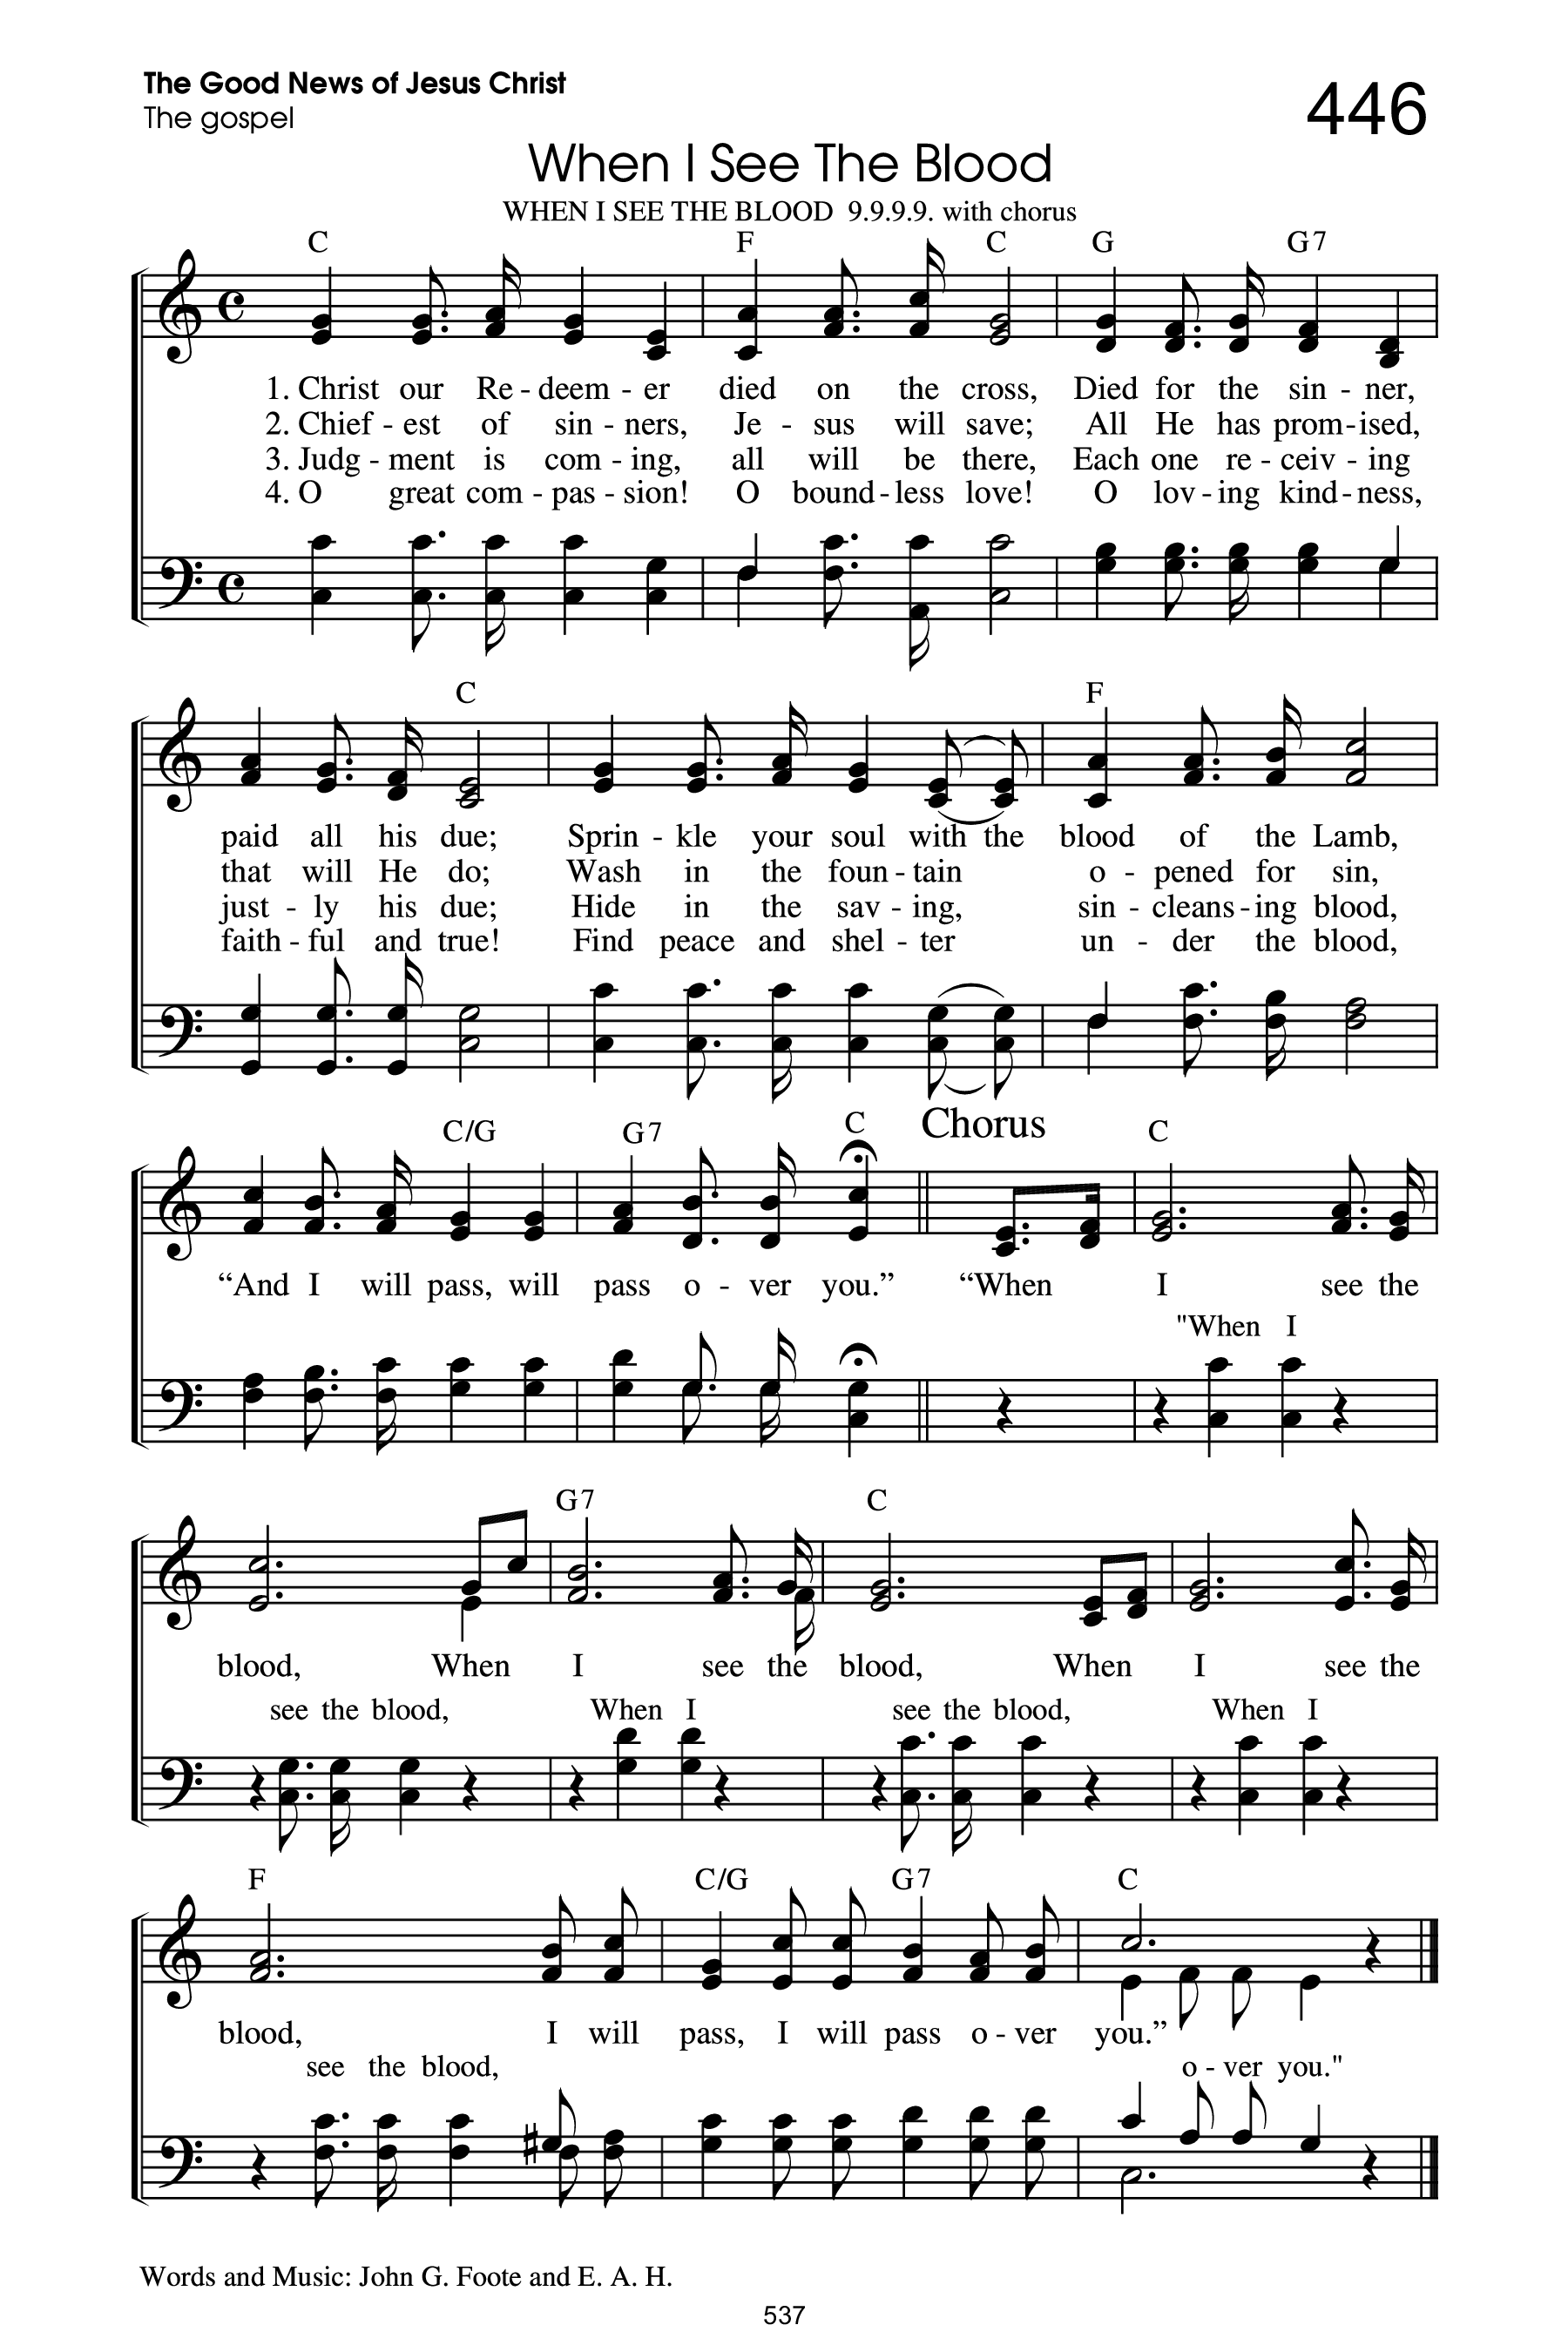 The Good News of Jesus Christ
The gospel
446
When I See The Blood
WHEN I SEE THE BLOOD 9.9.9.9. with chorus
C F C G G7
1. Christ our Re - deem - er died on the cross, Died for the sin - ner,
2. Chief - est of sin - ners, Je - sus will save; All He has prom - ised,
3. Judg - ment is com - ing, all will be there, Each one re - ceiv - ing
4. O great com - pas - sion! O bound - less love! O lov - ing kind - ness,
C F
paid all his due; Sprin - kle your soul with the blood of the Lamb,
that will He do; Wash in the foun - tain o - pened for sin,
just - ly his due; Hide in the sav - ing, sin - cleans - ing blood,
faith - ful and true! Find peace and shel - ter un - der the blood,
C/G G7 C Chorus C
“And I will pass, will pass o - ver you.” “When I see the
"When I
G7 C
blood, When I see the blood, When I see the
see the blood, When I see the blood, When I
F C/G G7 C
blood, I will pass, I will pass o - ver you.”
see the blood, o - ver you."
Words and Music: John G. Foote and E. A. H.
537